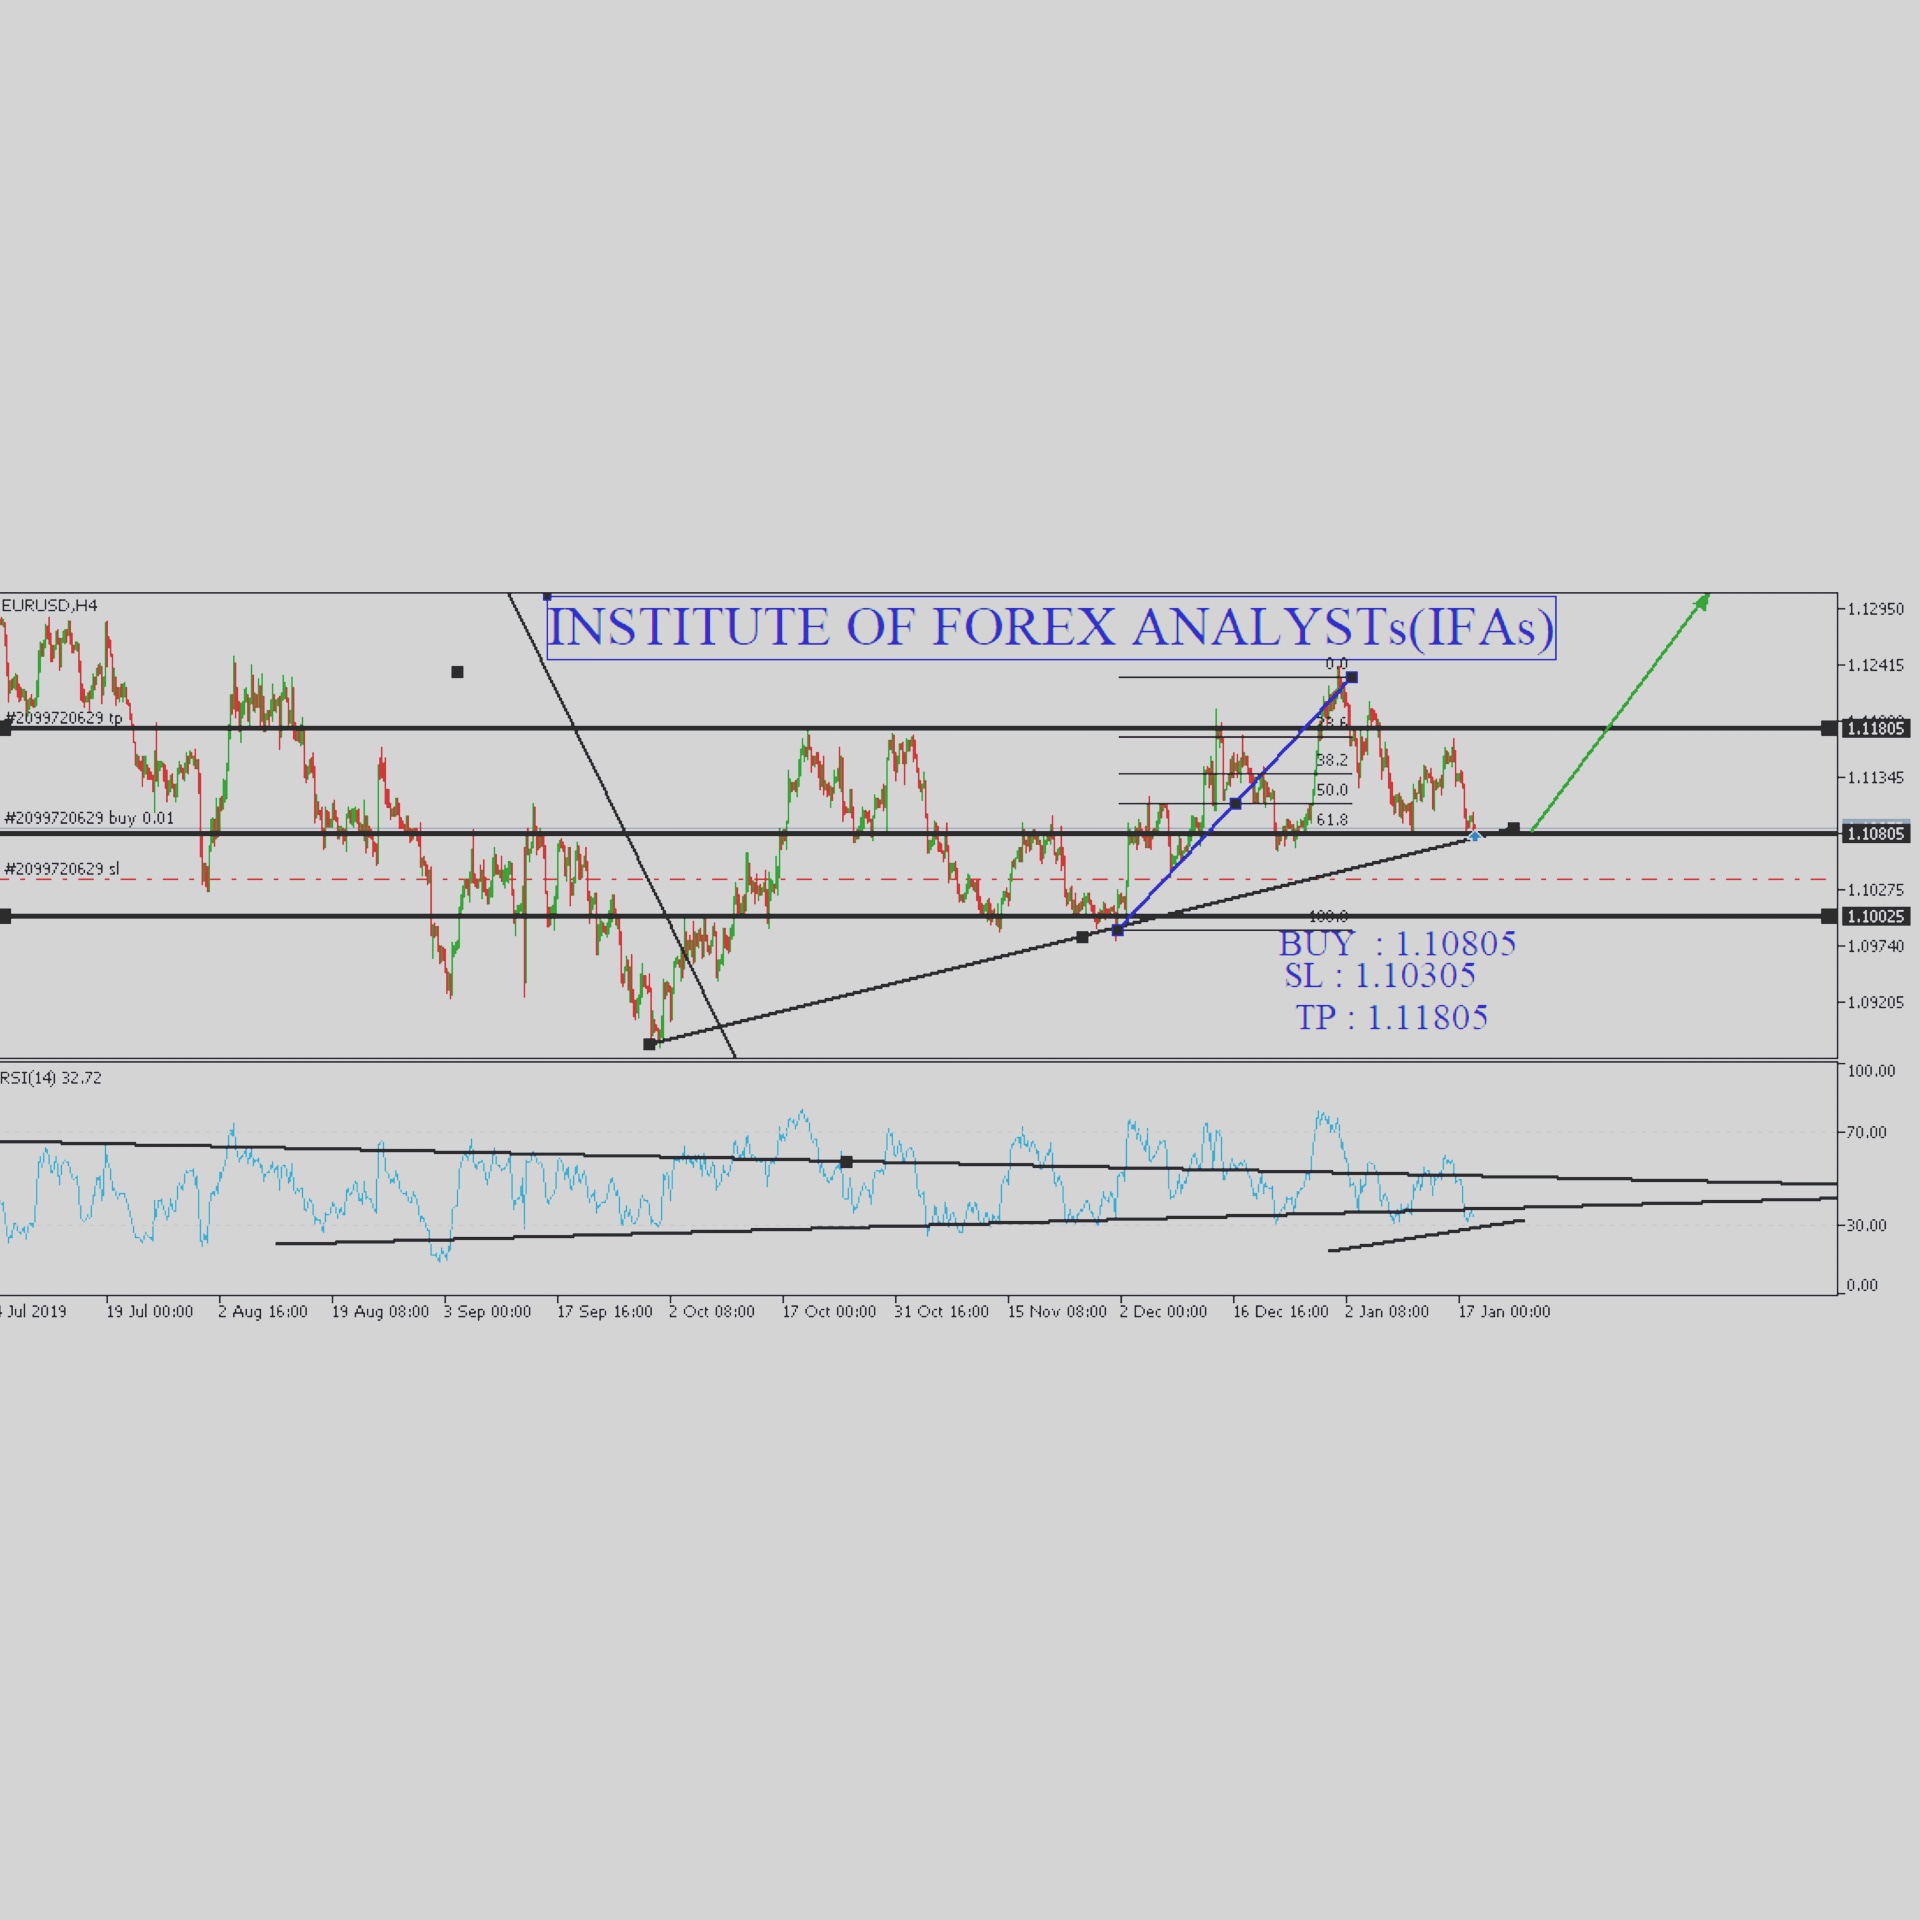 EURUSD,H4
INSTITUTE OF FOREX ANALYSTs(IFAs)
1.12950
0.0
1.12415
#2099720629 tp
1.11805
38.2
1.11345
50.0
#2099720629 buy 0.01
61.8
1.10805
#2099720629 sl
1.10275
100.0
1.10025
BUY : 1.10805
1.09740
SL : 1.10305
1.09205
TP : 1.11805
RSI(14) 32.72
100.00
70.00
30.00
0.00
Jul 2019 19 Jul 00:00 2 Aug 16:00 19 Aug 08:00 3 Sep 00:00 17 Sep 16:00 2 Oct 08:00 17 Oct 00:00 31 Oct 16:00 15 Nov 08:00 2 Dec 00:00 16 Dec 16:00 2 Jan 08:00 17 Jan 00:00